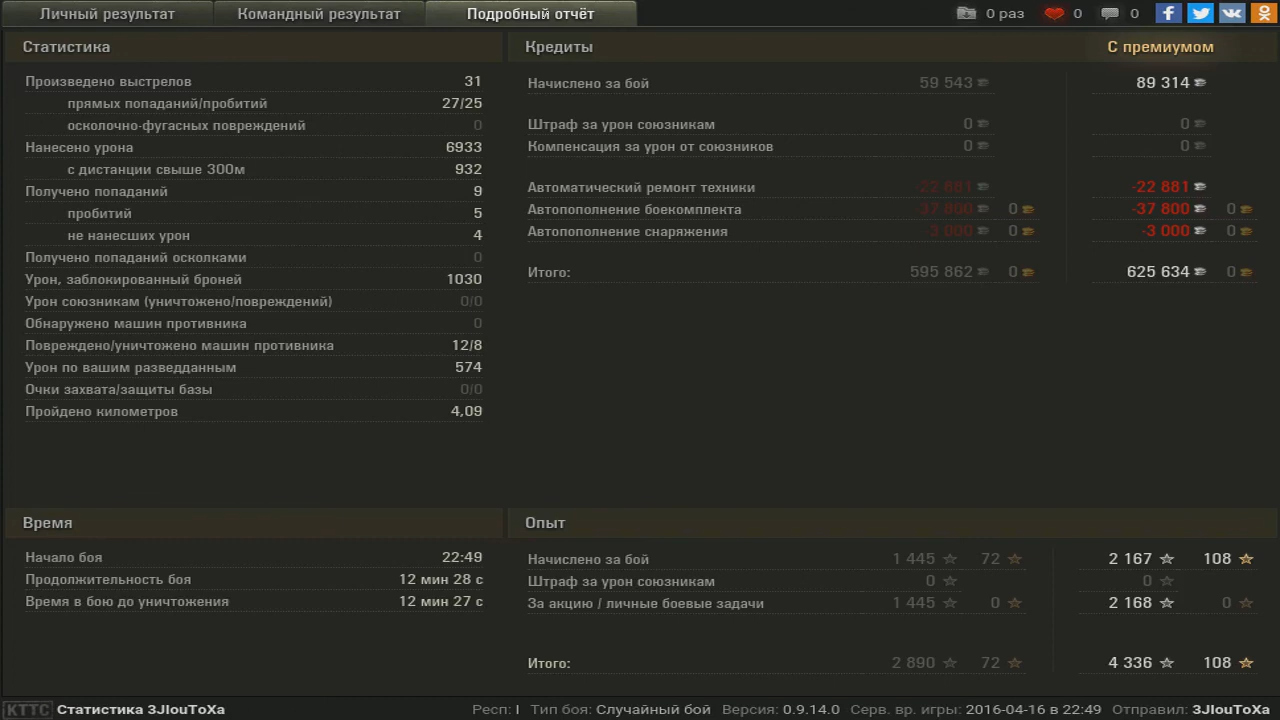 Личный результат
Командный результат
Подробный отчёт
0 раз 0 0
Статистика
Произведено выстрелов 31
прямых попаданий/пробитий 27/25
осколочно-фугасных повреждений 0
Нанесено урона 6933
с дистанции свыше 300м 932
Получено попаданий 9
пробитий 5
не нанесших урон 4
Получено попаданий осколками 0
Урон, заблокированный броней 1030
Урон союзникам (уничтожено/повреждений) 0/0
Обнаружено машин противника 0
Повреждено/уничтожено машин противника 12/8
Урон по вашим разведданным 574
Очки захвата/защиты базы 0/0
Пройдено километров 4,09
Кредиты С премиумом
Начислено за бой 59 543 89 314
Штраф за урон союзникам 0 0
Компенсация за урон от союзников 0 0
Автоматический ремонт техники -22 881 -22 881
Автопополнение боекомплекта -37 800 0 -37 800 0
Автопополнение снаряжения -3 000 0 -3 000 0
Итого: 595 862 0 625 634 0
Время
Начало боя 22:49
Продолжительность боя 12 мин 28 с
Время в бою до уничтожения 12 мин 27 с
Опыт
Начислено за бой 1 445 72 2 167 108
Штраф за урон союзникам 0 0
За акцию / личные боевые задачи 1 445 0 2 168 0
Итого: 2 890 72 4 336 108
КТТС Статистика 3JIouToXa
Респ: I Тип боя: Случайный бой Версия: 0.9.14.0 Серв. вр. игры: 2016-04-16 в 22:49 Отправил: 3JIouToXa